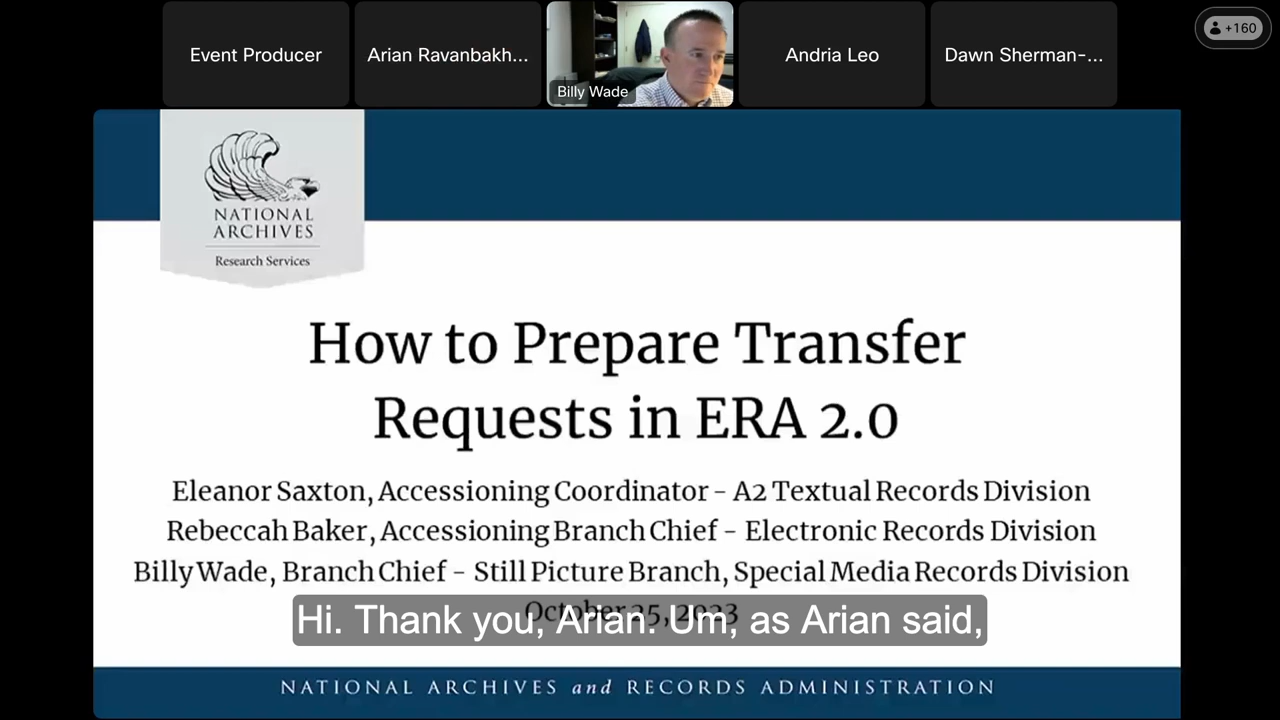 Event Producer
Arian Ravanbakh...
Billy Wade
Andria Leo
Dawn Sherman-...
+160
NATIONAL
ARCHIVES
Research Services
How to Prepare Transfer
Requests in ERA 2.0
Eleanor Saxton, Accessioning Coordinator - A2 Textual Records Division
Rebeccah Baker, Accessioning Branch Chief - Electronic Records Division
Billy Wade, Branch Chief - Still Picture Branch, Special Media Records Division
October 25, 2023
Hi. Thank you, Arian. Um, as Arian said,
NATIONAL ARCHIVES and RECORDS ADMINISTRATION